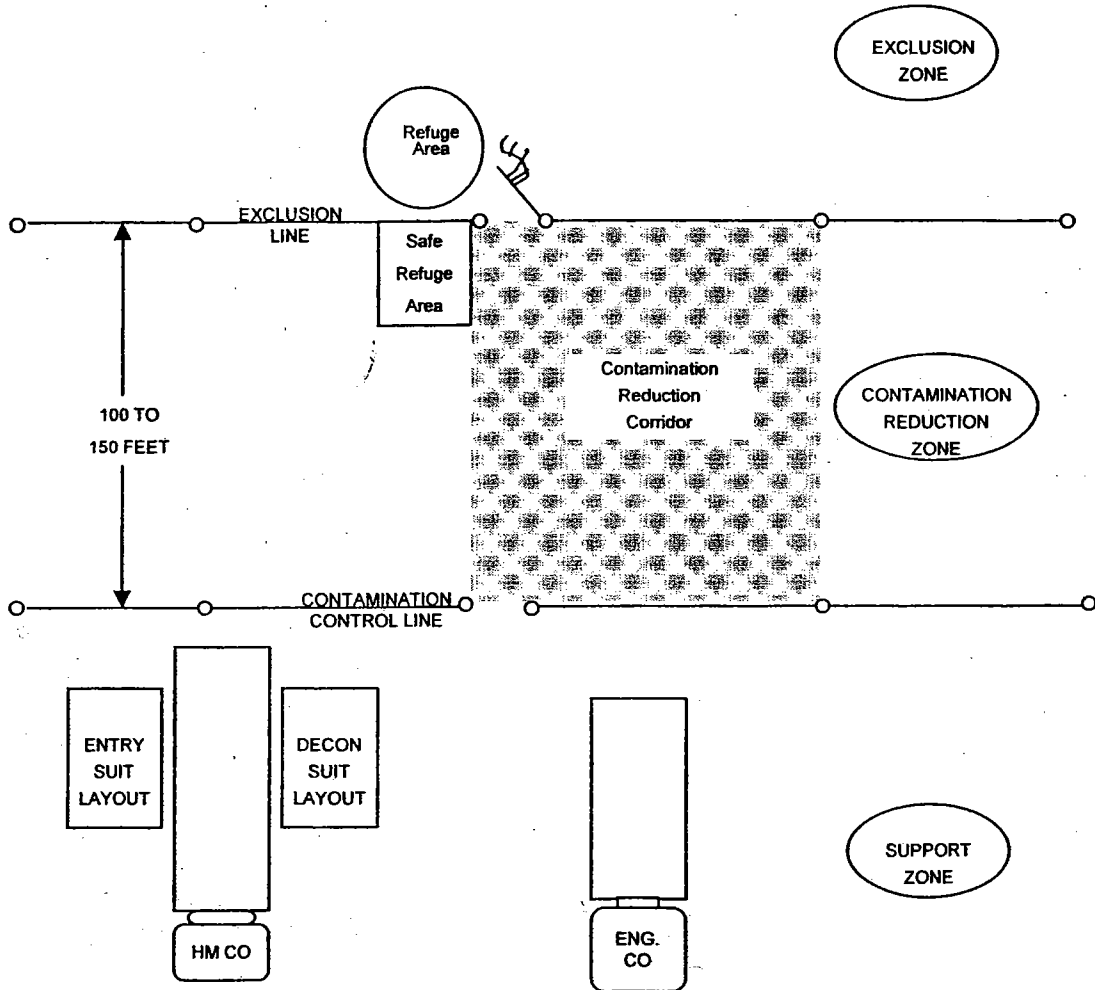 EXCLUSION
ZONE
Refuge
Area
EXCLUSION
LINE
Safe
Refuge
Area
Contamination
Reduction
Corridor
CONTAMINATION
REDUCTION
ZONE
100 TO
150 FEET
CONTAMINATION
CONTROL LINE
ENTRY
SUIT
LAYOUT
DECON
SUIT
LAYOUT
SUPPORT
ZONE
HM CO
ENG.
CO